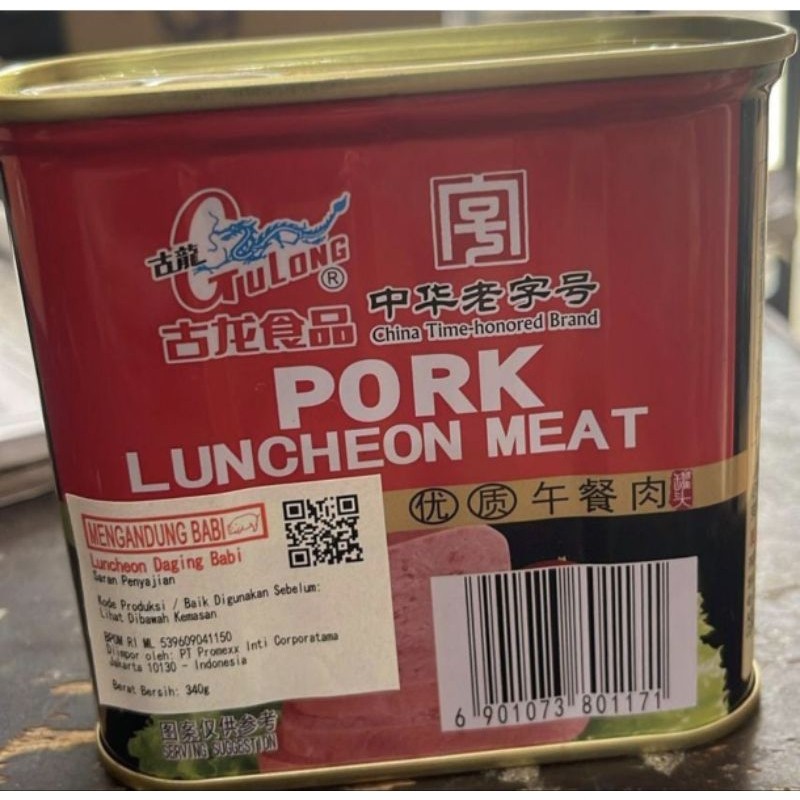 古龍
GULONG®
古龙食品
字号
中华老字号
China Time-honored Brand
PORK
LUNCHEON MEAT
优质午餐肉
罐头
MENGANDUNG BABI
Luncheon Daging Babi
Saran Penyajian
Kode Produksi / Baik Digunakan Sebelum:
Lihat Dibawah Kemasan
BPOM RI ML 539609041150
Diimpor oleh: PT Promexx Inti Corporatama
Jakarta 10130 - Indonesia
Berat Bersih: 340g
6 901073 801171
图案仅供参考
SERVING SUGGESTION